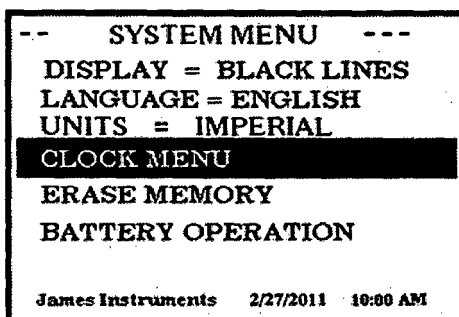 -- SYSTEM MENU ---
DISPLAY = BLACK LINES
LANGUAGE = ENGLISH
UNITS = IMPERIAL
CLOCK MENU
ERASE MEMORY
BATTERY OPERATION
James Instruments 2/27/2011 10:00 AM